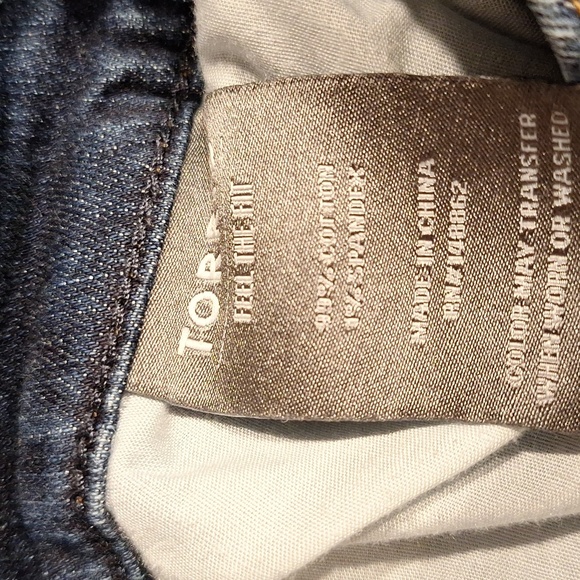 TORR
FEEL THE FIT
99% COTTON
1% SPANDEX
MADE IN CHINA
RN# 148862
COLOR MAY TRANSFER
WHEN WORN OR WASHED